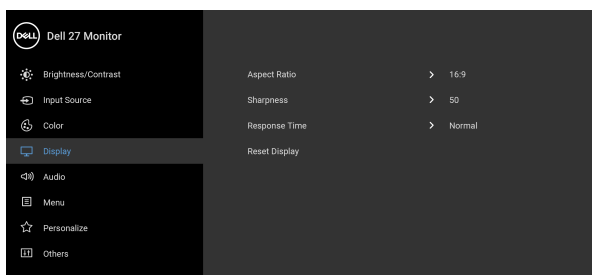 DELL Dell 27 Monitor
Brightness/Contrast
Input Source
Color
Display
Audio
Menu
Personalize
Others
Aspect Ratio > 16:9
Sharpness > 50
Response Time > Normal
Reset Display